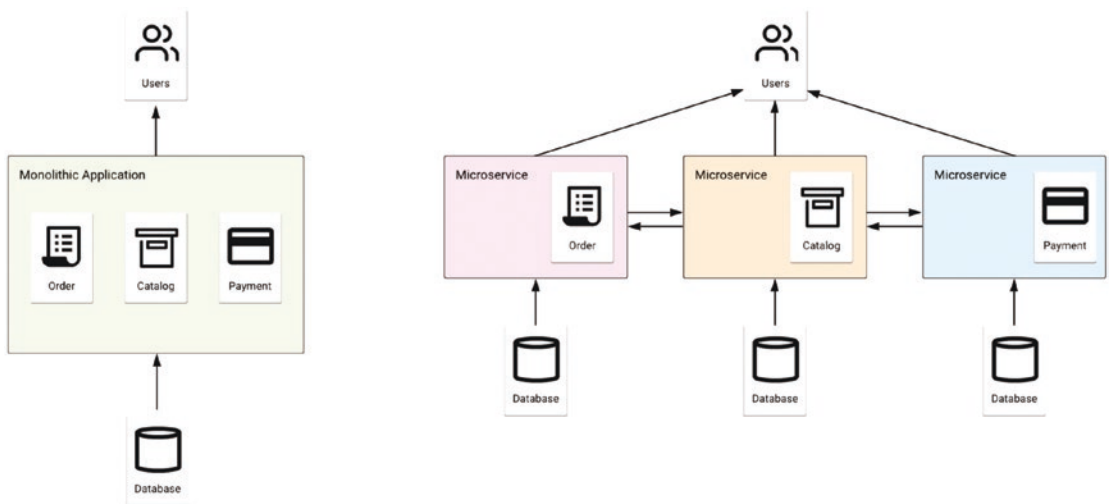 Users
Monolithic Application
Order
Catalog
Payment
Database
Users
Microservice
Order
Microservice
Catalog
Microservice
Payment
Database
Database
Database